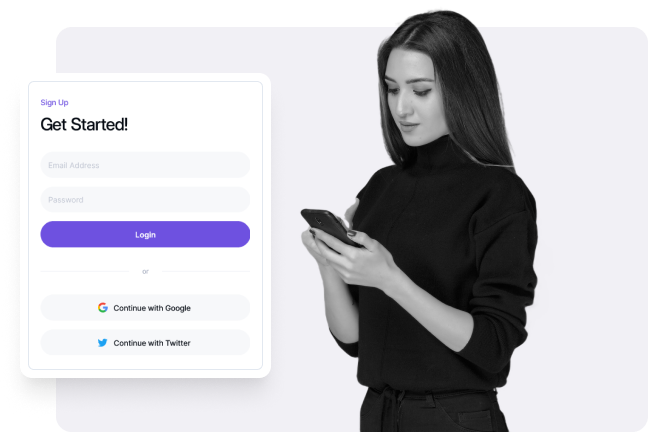 Sign Up
Get Started!
Email Address
Password
LogIn
or
Continue with Google
Continue with Twitter